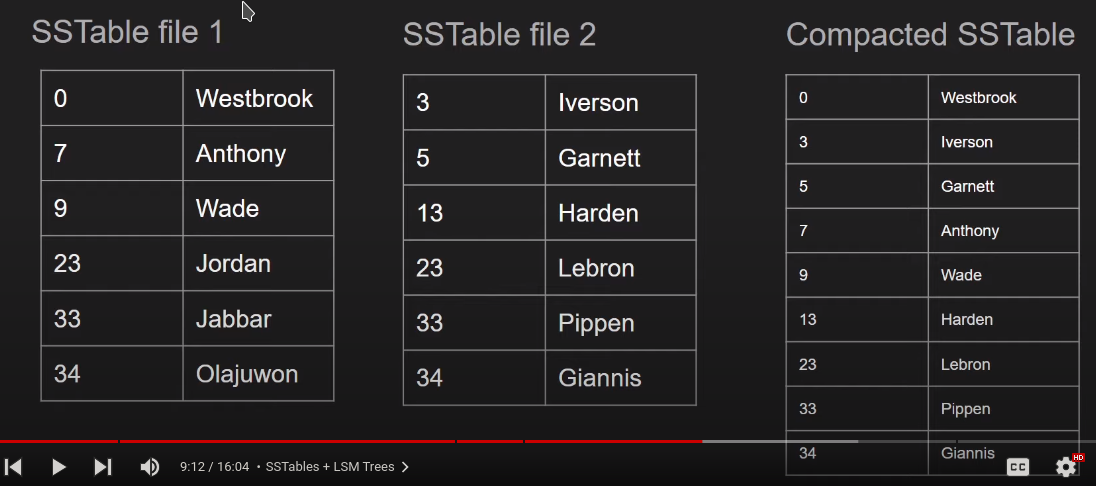 SSTable file 1
0 Westbrook
7 Anthony
9 Wade
23 Jordan
33 Jabbar
34 Olajuwon
SSTable file 2
3 Iverson
5 Garnett
13 Harden
23 Lebron
33 Pippen
34 Giannis
Compacted SSTable
0 Westbrook
3 Iverson
5 Garnett
7 Anthony
9 Wade
13 Harden
23 Lebron
33 Pippen
34 Giannis
9:12 / 16:04 • SSTables + LSM Trees
CC
HD